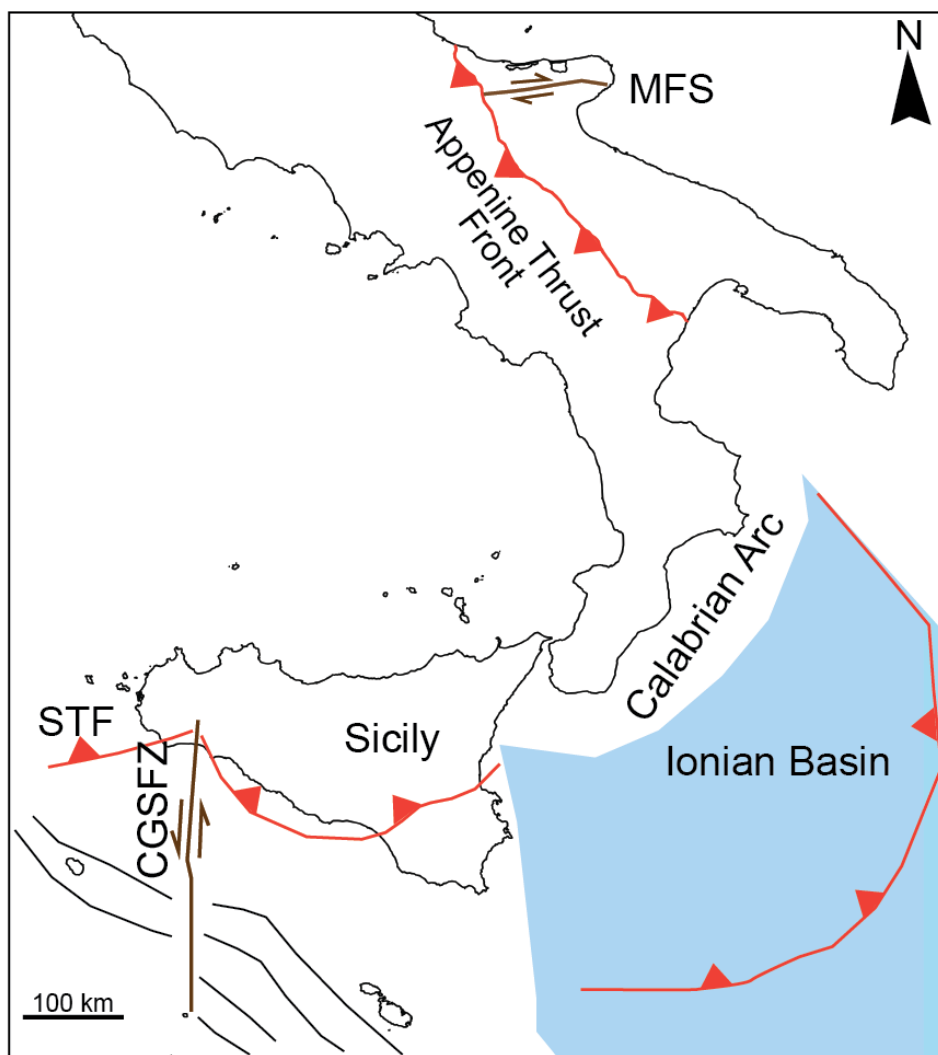 N
MFS
Appenine Thrust
Front
Calabrian Arc
STF
Sicily
Ionian Basin
CGSFZ
100 km